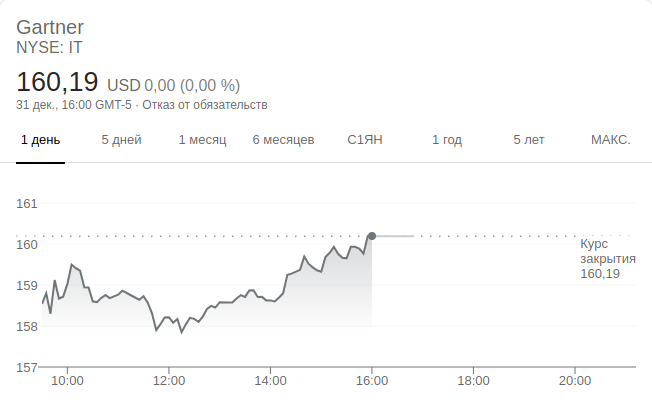 Gartner
NYSE: IT
160,19 USD 0,00 (0,00 %)
31 дек., 16:00 GMT-5 · Отказ от обязательств
1 день 5 дней 1 месяц 6 месяцев С1ЯН 1 год 5 лет МАКС.
161
160
159
158
157
Курс
закрытия
160,19
10:00 12:00 14:00 16:00 18:00 20:00